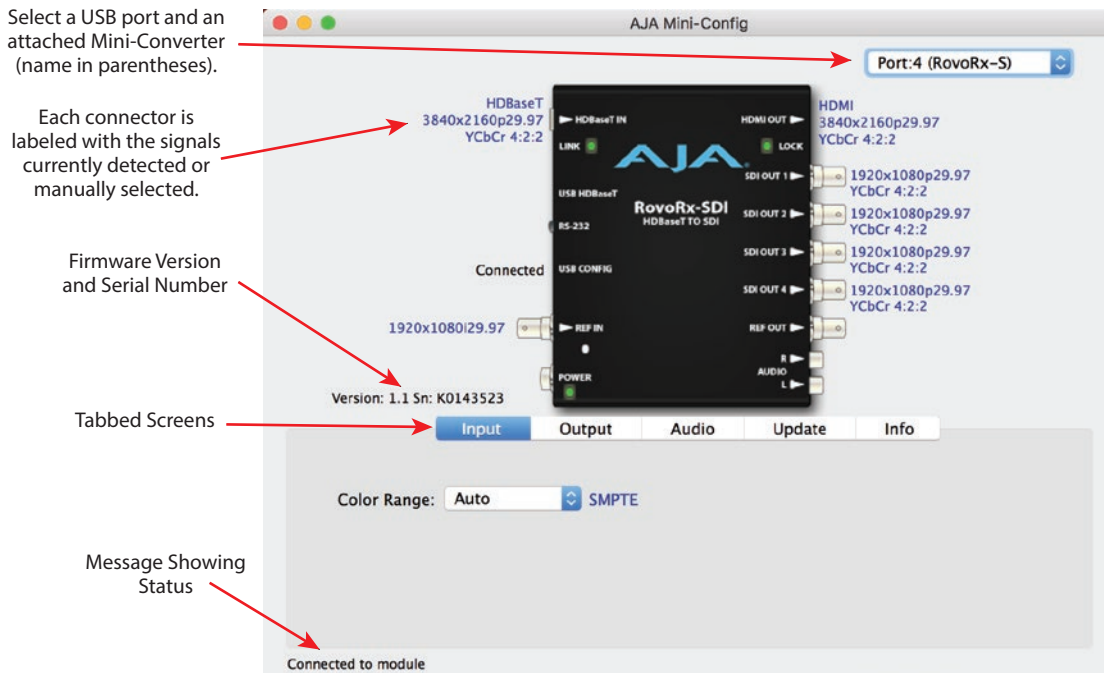 Select a USB port and an
attached Mini-Converter
(name in parentheses).
AJA Mini-Config
Port:4 (RovoRx-S)
Each connector is
labeled with the signals
currently detected or
manually selected.
HDBaseT
3840x2160p29.97
YCbCr 4:2:2
HDMI
3840x2160p29.97
YCbCr 4:2:2
HDBaseT IN
HDMI OUT
LINK
LOCK
AJA
SDI OUT 1
1920x1080p29.97
YCbCr 4:2:2
USB HDBaseT
RovoRx-SDI
HDBaseT TO SDI
SDI OUT 2
1920x1080p29.97
YCbCr 4:2:2
RS-232
SDI OUT 3
1920x1080p29.97
YCbCr 4:2:2
Connected
USB CONFIG
SDI OUT 4
1920x1080p29.97
YCbCr 4:2:2
Firmware Version
and Serial Number
1920x1080i29.97
REF IN
REF OUT
R
AUDIO
L
POWER
Version: 1.1 Sn: K0143523
Tabbed Screens
Input Output Audio Update Info
Color Range: Auto SMPTE
Message Showing
Status
Connected to module